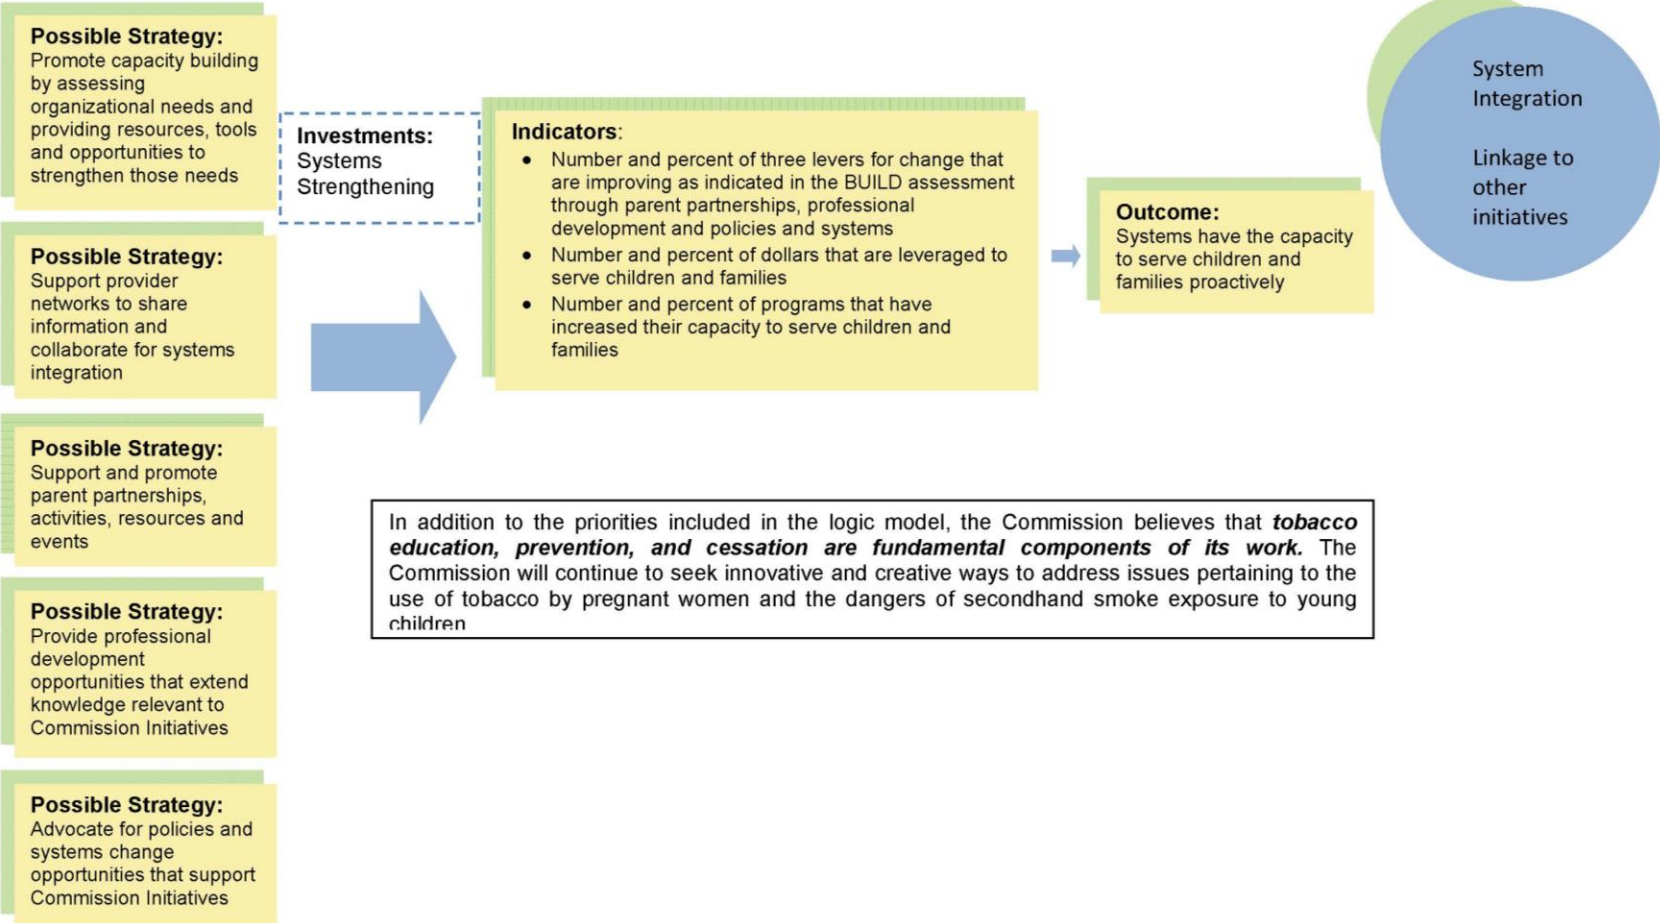 Possible Strategy:
Promote capacity building
by assessing
organizational needs and
providing resources, tools
and opportunities to
strengthen those needs
Possible Strategy:
Support provider
networks to share
information and
collaborate for systems
integration
Possible Strategy:
Support and promote
parent partnerships,
activities, resources and
events
Possible Strategy:
Provide professional
development
opportunities that extend
knowledge relevant to
Commission Initiatives
Possible Strategy:
Advocate for policies and
systems change
opportunities that support
Commission Initiatives
Investments:
Systems
Strengthening
Indicators:
• Number and percent of three levers for change that
are improving as indicated in the BUILD assessment
through parent partnerships, professional
development and policies and systems
• Number and percent of dollars that are leveraged to
serve children and families
• Number and percent of programs that have
increased their capacity to serve children and
families
Outcome:
Systems have the capacity
to serve children and
families proactively
System
Integration
Linkage to
other
initiatives
In addition to the priorities included in the logic model, the Commission believes that tobacco
education, prevention, and cessation are fundamental components of its work. The
Commission will continue to seek innovative and creative ways to address issues pertaining to the
use of tobacco by pregnant women and the dangers of secondhand smoke exposure to young
children